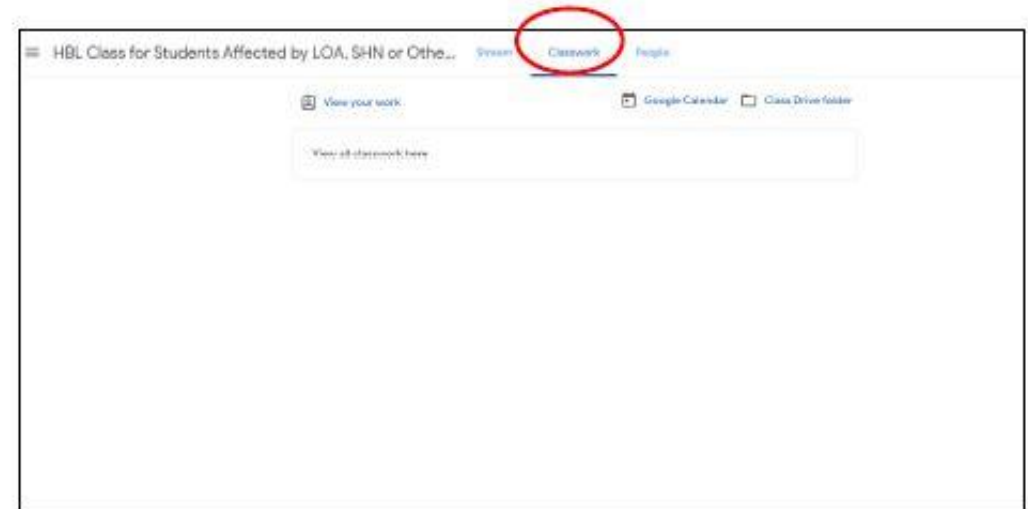 HBL Class for Students Affected by LOA, SHN or Othe... Stream Classwork People
View your work Google Calendar Class Drive folder
View all classwork here